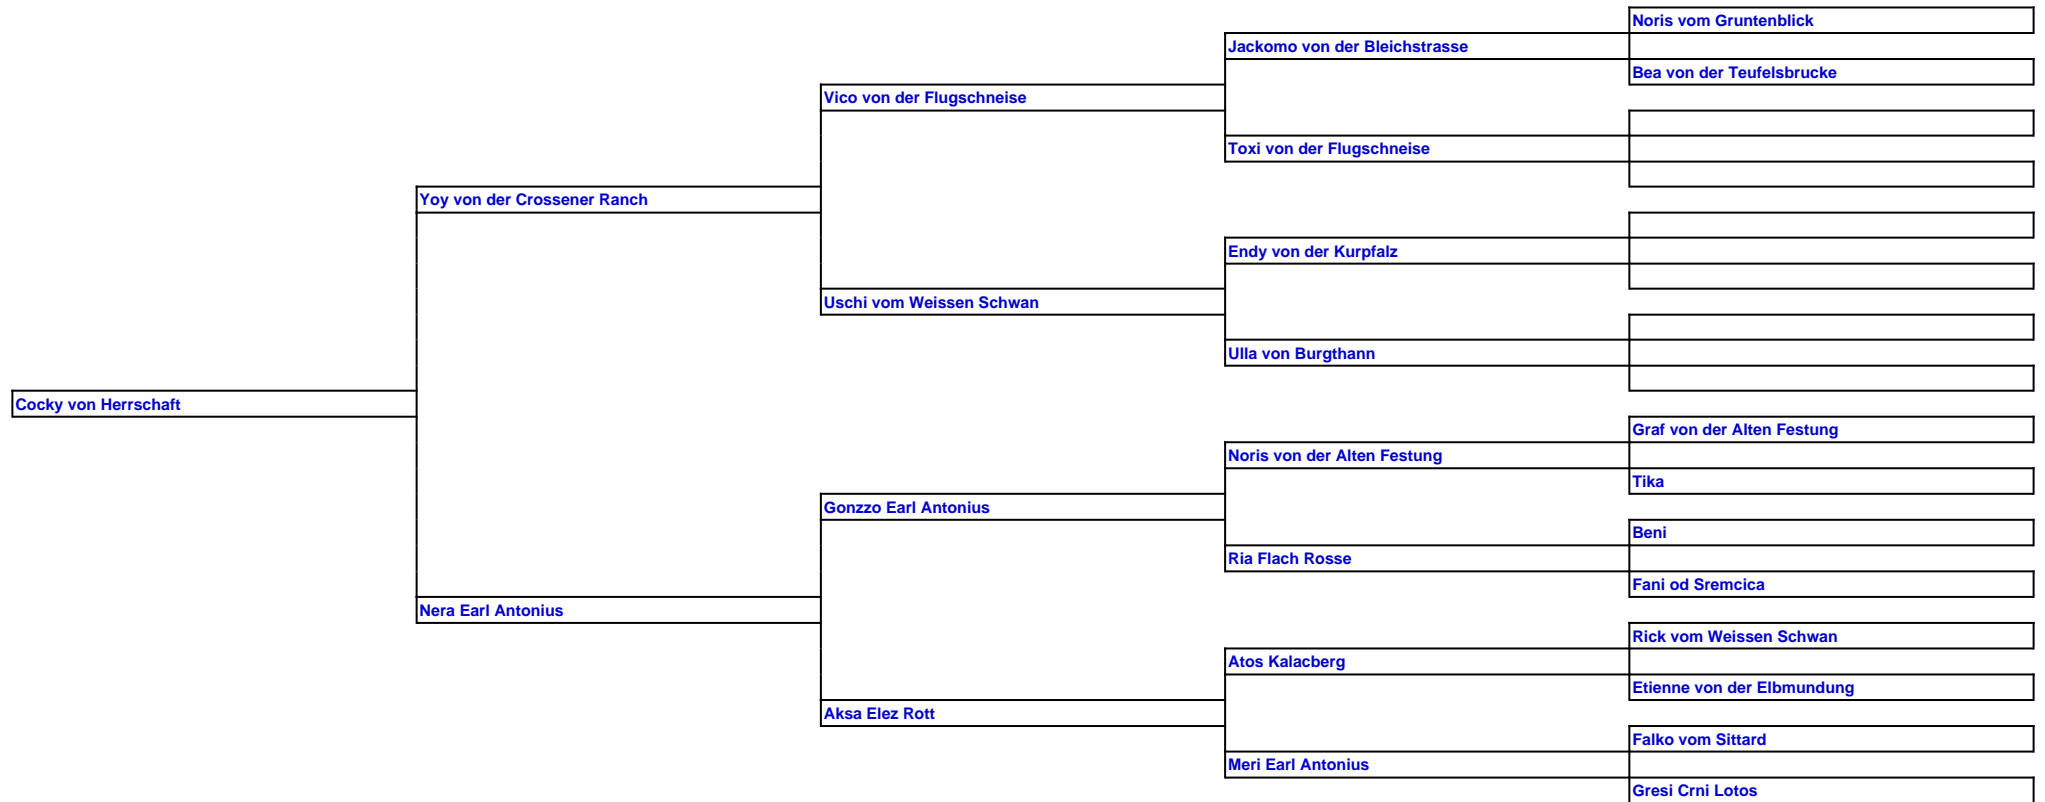 Noris vom Gruntenblick
Jackomo von der Bleichstrasse
Bea von der Teufelsbrucke
Vico von der Flugschneise
Toxi von der Flugschneise
Yoy von der Crossener Ranch
Endy von der Kurpfalz
Uschi vom Weissen Schwan
Ulla von Burgthann
Cocky von Herrschaft
Graf von der Alten Festung
Noris von der Alten Festung
Tika
Gonzzo Earl Antonius
Beni
Ria Flach Rosse
Fani od Sremcica
Nera Earl Antonius
Rick vom Weissen Schwan
Atos Kalacberg
Etienne von der Elbmundung
Aksa Elez Rott
Falko vom Sittard
Meri Earl Antonius
Gresi Crni Lotos